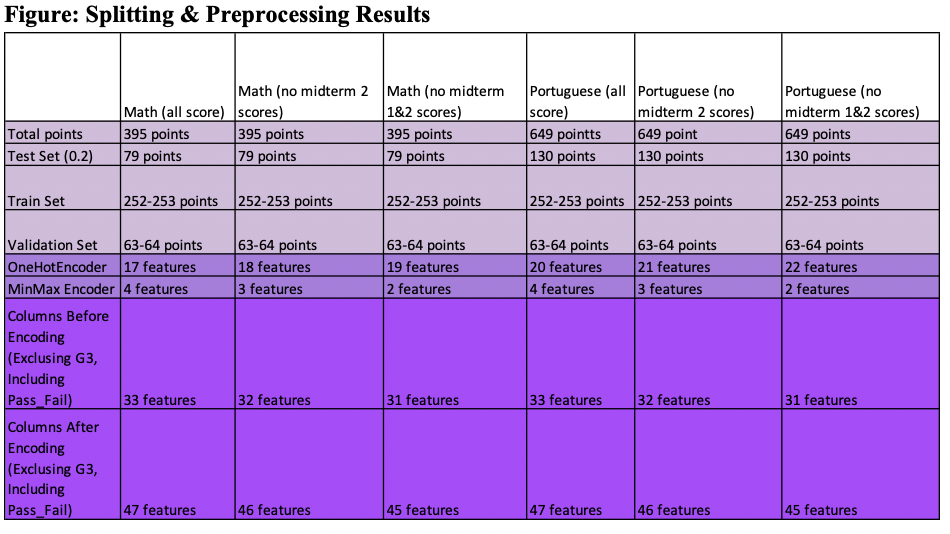 Figure: Splitting & Preprocessing Results
Math (all score)
Math (no midterm 2
scores)
Math (no midterm
1&2 scores)
Portuguese (all
score)
Portuguese (no
midterm 2 scores)
Portuguese (no
midterm 1&2 scores)
Total points 395 points 395 points 395 points 649 pointts 649 point 649 points
Test Set (0.2) 79 points 79 points 79 points 130 points 130 points 130 points
Train Set 252-253 points 252-253 points 252-253 points 252-253 points 252-253 points 252-253 points
Validation Set 63-64 points 63-64 points 63-64 points 63-64 points 63-64 points 63-64 points
OneHotEncoder 17 features 18 features 19 features 20 features 21 features 22 features
MinMax Encoder 4 features 3 features 2 features 4 features 3 features 2 features
Columns Before
Encoding
(Exclusing G3,
Including
Pass_Fail) 33 features 32 features 31 features 33 features 32 features 31 features
Columns After
Encoding
(Exclusing G3,
Including
Pass_Fail) 47 features 46 features 45 features 47 features 46 features 45 features